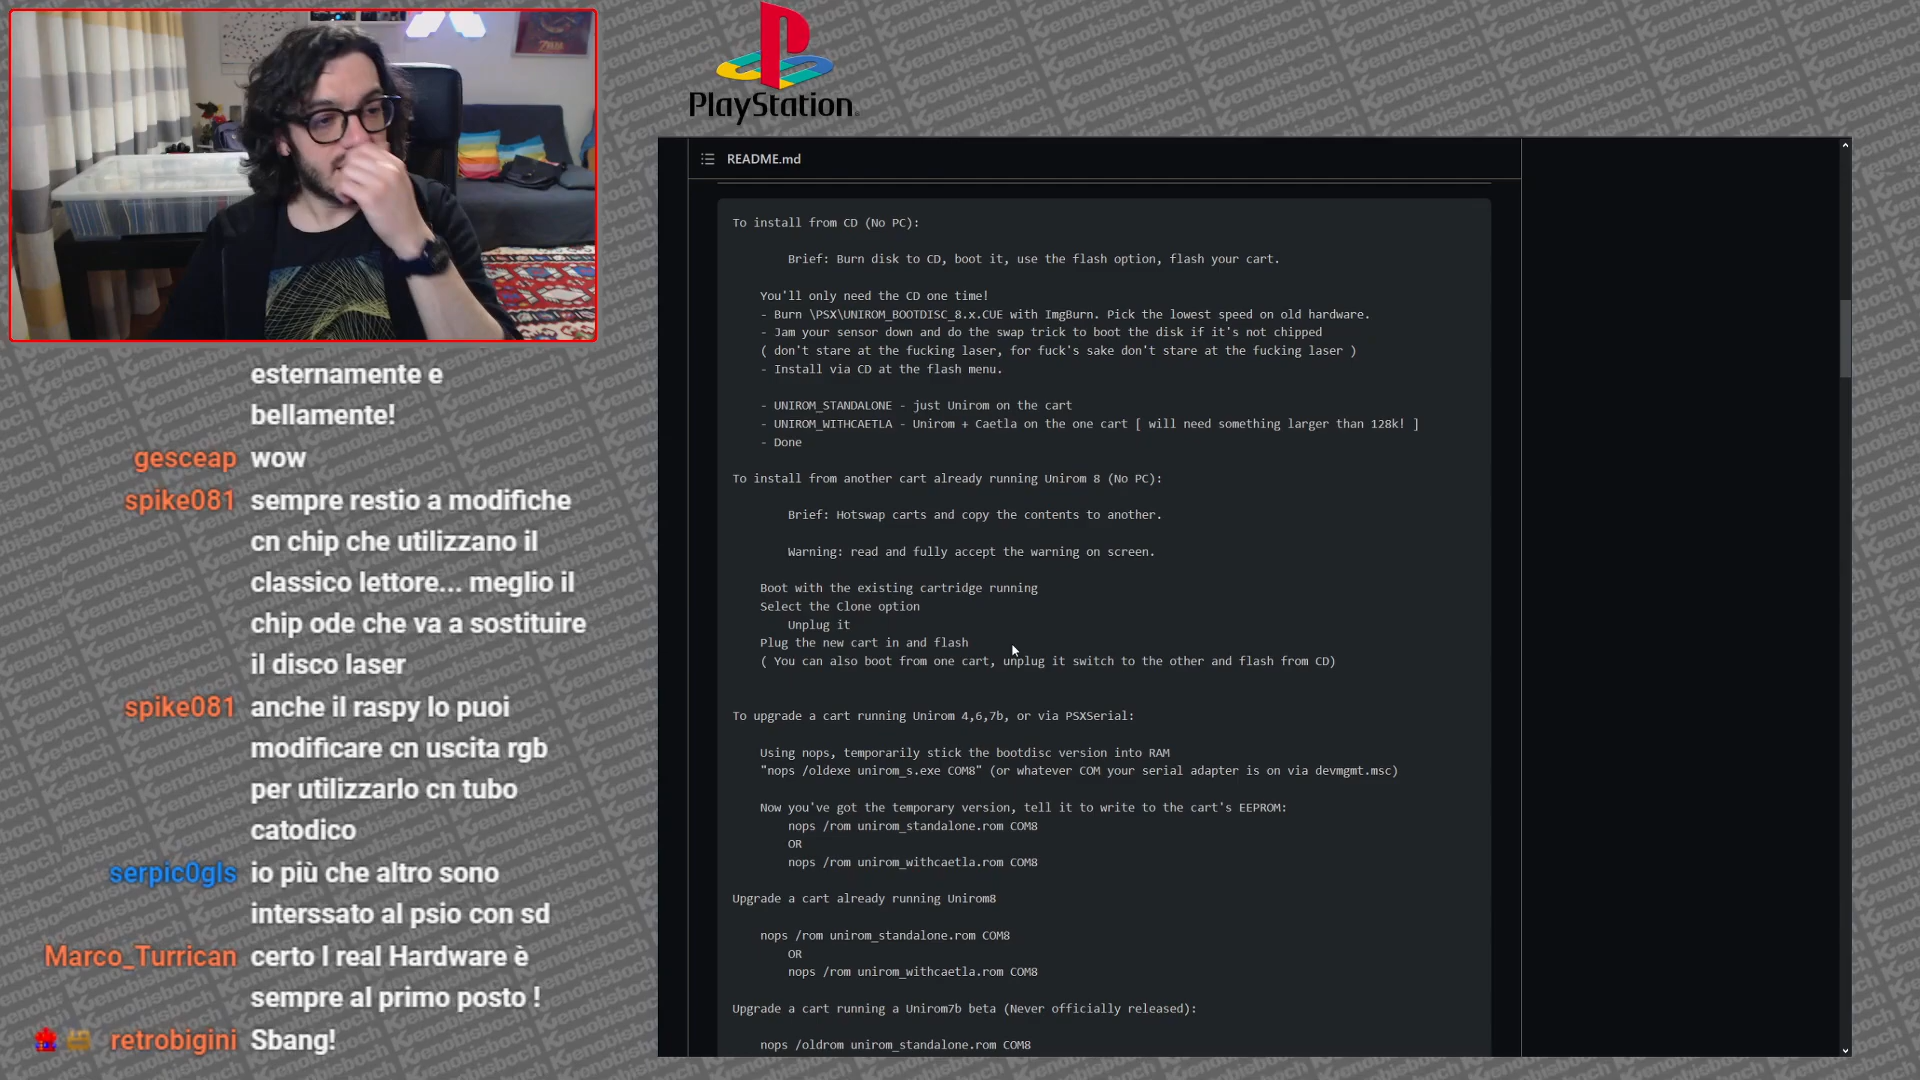 PlayStation
README.md
To install from CD (No PC):
Brief: Burn disk to CD, boot it, use the flash option, flash your cart.
You'll only need the CD one time!
- Burn \PSX\UNIROM_BOOTDISC_8.x.CUE with ImgBurn. Pick the lowest speed on old hardware.
- Jam your sensor down and do the swap trick to boot the disk if it's not chipped
( don't stare at the fucking laser, for fuck's sake don't stare at the fucking laser )
- Install via CD at the flash menu.
- UNIROM_STANDALONE - just Unirom on the cart
- UNIROM_WITHCAETLA - Unirom + Caetla on the one cart [ will need something larger than 128k! ]
- Done
To install from another cart already running Unirom 8 (No PC):
Brief: Hotswap carts and copy the contents to another.
Warning: read and fully accept the warning on screen.
Boot with the existing cartridge running
Select the Clone option
Unplug it
Plug the new cart in and flash
( You can also boot from one cart, unplug it switch to the other and flash from CD)
To upgrade a cart running Unirom 4,6,7b, or via PSXSerial:
Using nops, temporarily stick the bootdisc version into RAM
"nops /oldexe unirom_s.exe COM8" (or whatever COM your serial adapter is on via devmgmt.msc)
Now you've got the temporary version, tell it to write to the cart's EEPROM:
nops /rom unirom_standalone.rom COM8
OR
nops /rom unirom_withcaetla.rom COM8
Upgrade a cart already running Unirom8
nops /rom unirom_standalone.rom COM8
OR
nops /rom unirom_withcaetla.rom COM8
Upgrade a cart running a Unirom7b beta (Never officially released):
nops /oldrom unirom_standalone.rom COM8
esternamente e
bellamente!
gesceap wow
spike081 sempre restio a modifiche
cn chip che utilizzano il
classico lettore... meglio il
chip ode che va a sostituire
il disco laser
spike081 anche il raspy lo puoi
modificare cn uscita rgb
per utilizzarlo cn tubo
catodico
serpic0gls io più che altro sono
interssato al psio con sd
Marco_Turrican certo l real Hardware è
sempre al primo posto !
retrobigini Sbang!
Kenobisboch